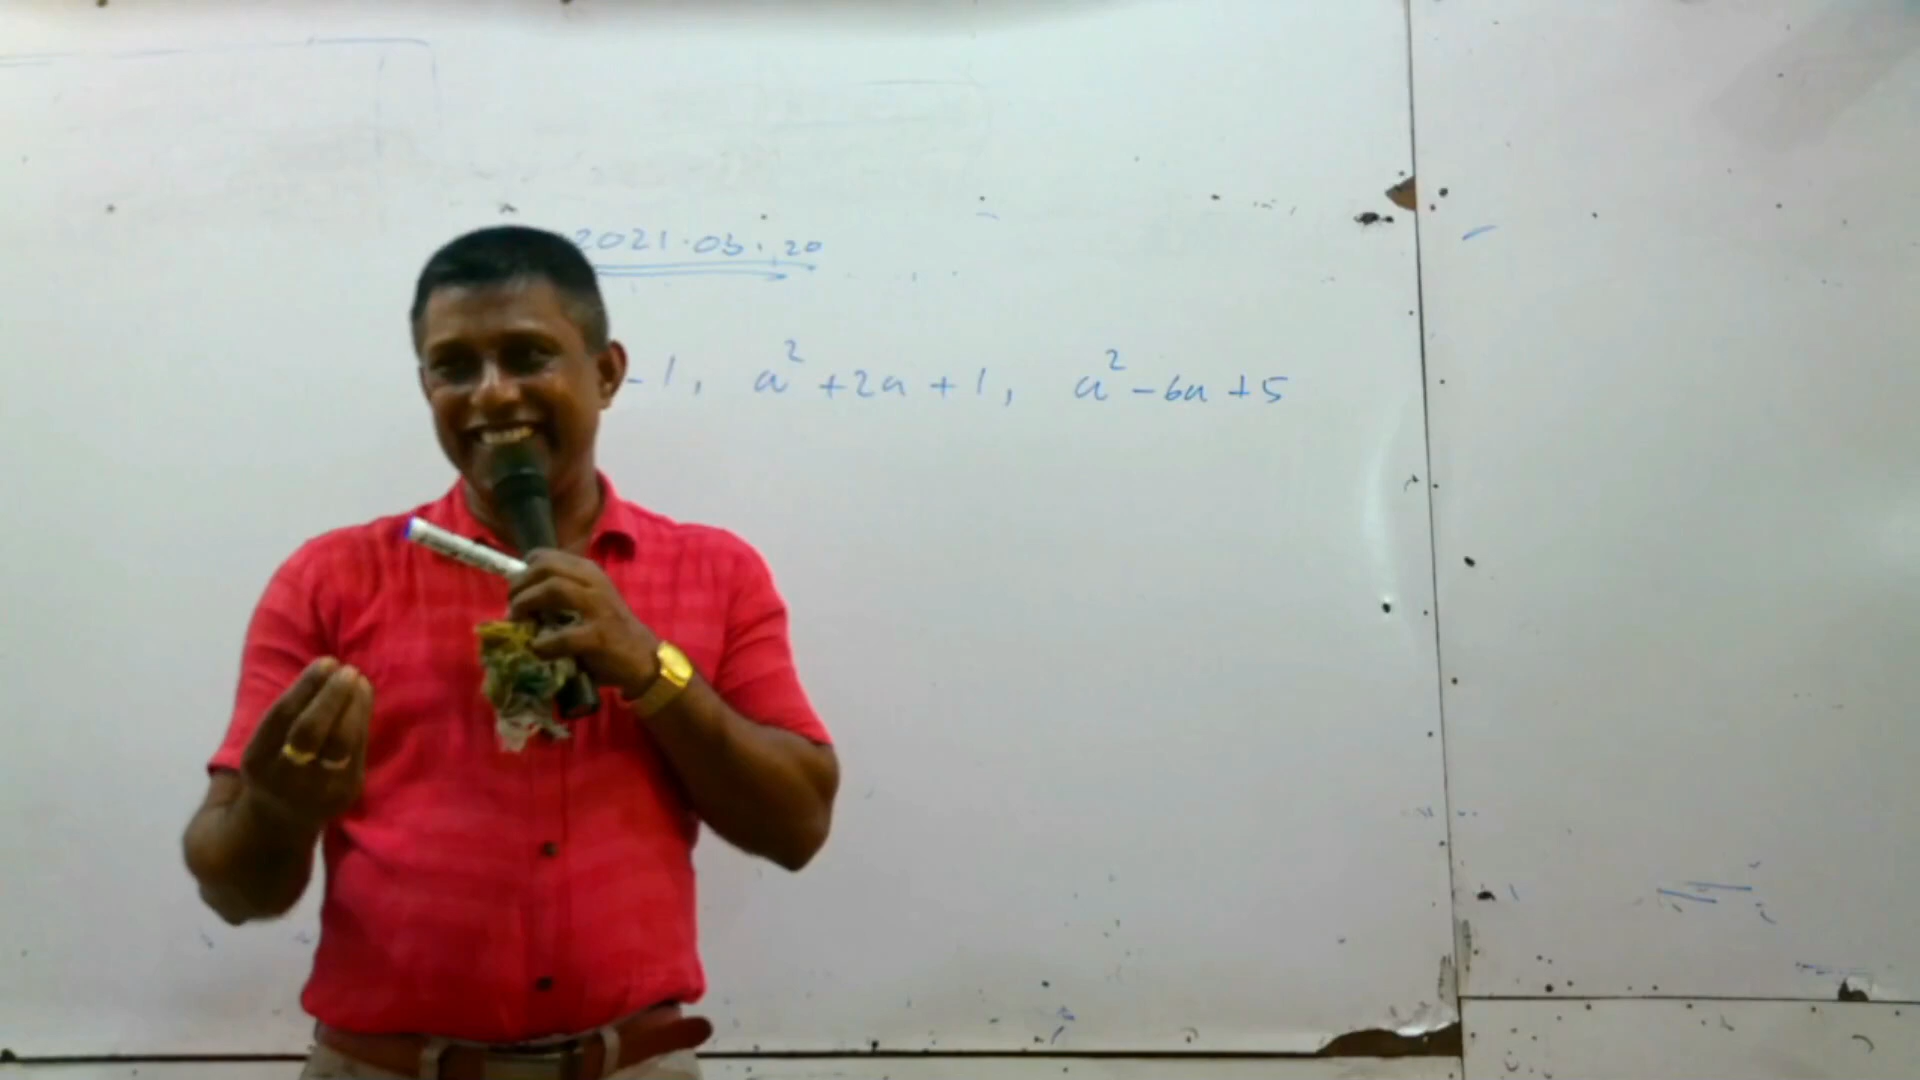 2021.03.20
- 1, a² + 2a + 1, a² - 6a + 5